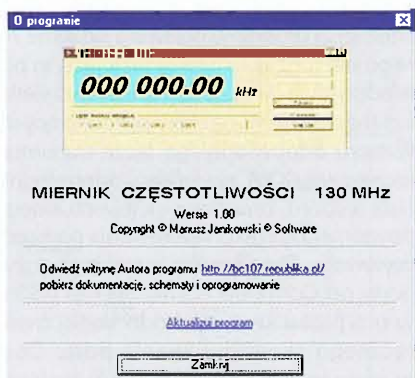 O programie
000 000.00 kHz
MIERNIK CZĘSTOTLIWOŚCI 130 MHz
Wersja 1.00
Copyright © Mariusz Janikowski © Software
Odwiedź witrynę Autora programu http://bc107.republika.pl/
pobierz dokumentację, schematy i oprogramowanie
Aktualizuj program
Zamknij